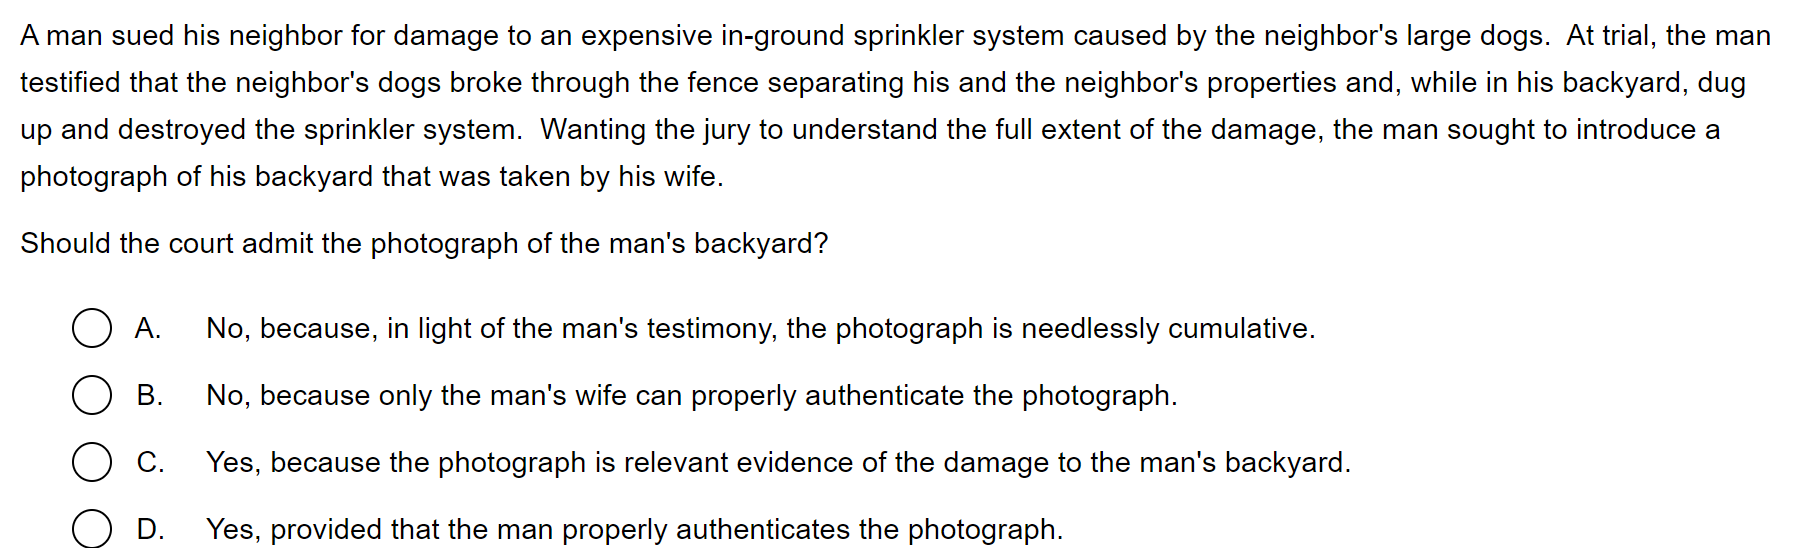 A man sued his neighbor for damage to an expensive in-ground sprinkler system caused by the neighbor's large dogs.  At trial, the man
testified that the neighbor's dogs broke through the fence separating his and the neighbor's properties and, while in his backyard, dug
up and destroyed the sprinkler system.  Wanting the jury to understand the full extent of the damage, the man sought to introduce a
photograph of his backyard that was taken by his wife.
Should the court admit the photograph of the man's backyard?
A. No, because, in light of the man's testimony, the photograph is needlessly cumulative.
B. No, because only the man's wife can properly authenticate the photograph.
C. Yes, because the photograph is relevant evidence of the damage to the man's backyard.
D. Yes, provided that the man properly authenticates the photograph.